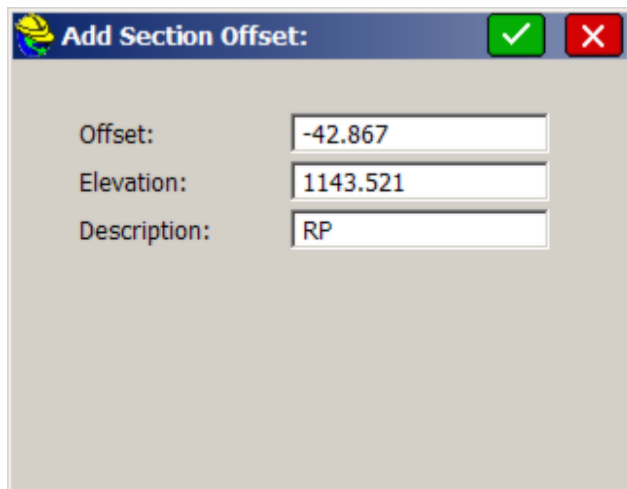 Add Section Offset:
Offset: -42.867
Elevation: 1143.521
Description: RP